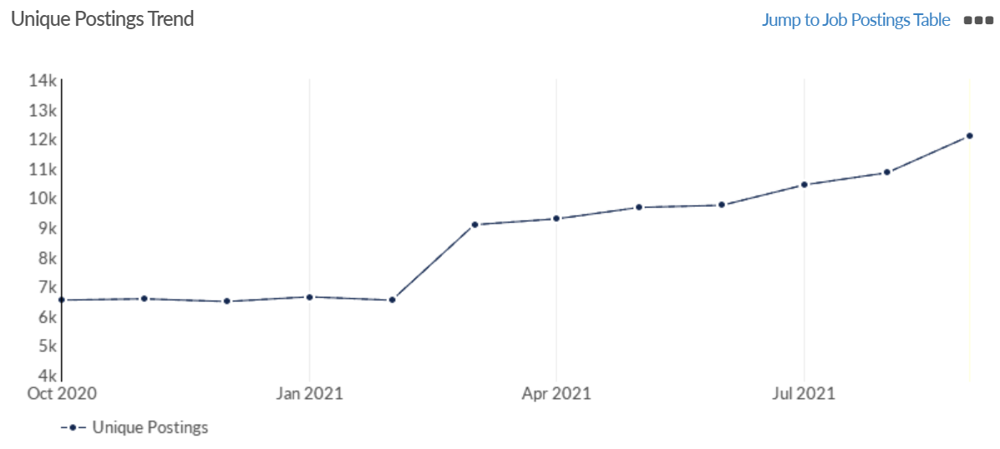 Unique Postings Trend
Jump to Job Postings Table
14k
13k
12k
11k
10k
9k
8k
7k
6k
5k
4k
Oct 2020 Jan 2021 Apr 2021 Jul 2021
Unique Postings